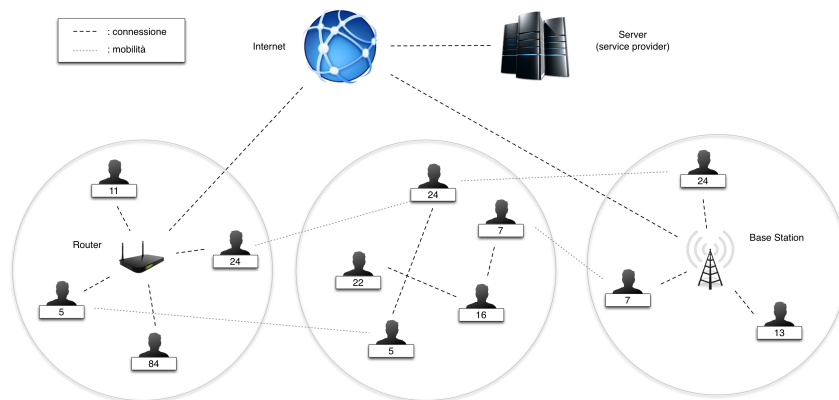 : connessione
: mobilità
Internet
Server
(service provider)
11
Router
24
5
84
24
7
22
16
5
24
Base Station
7
13